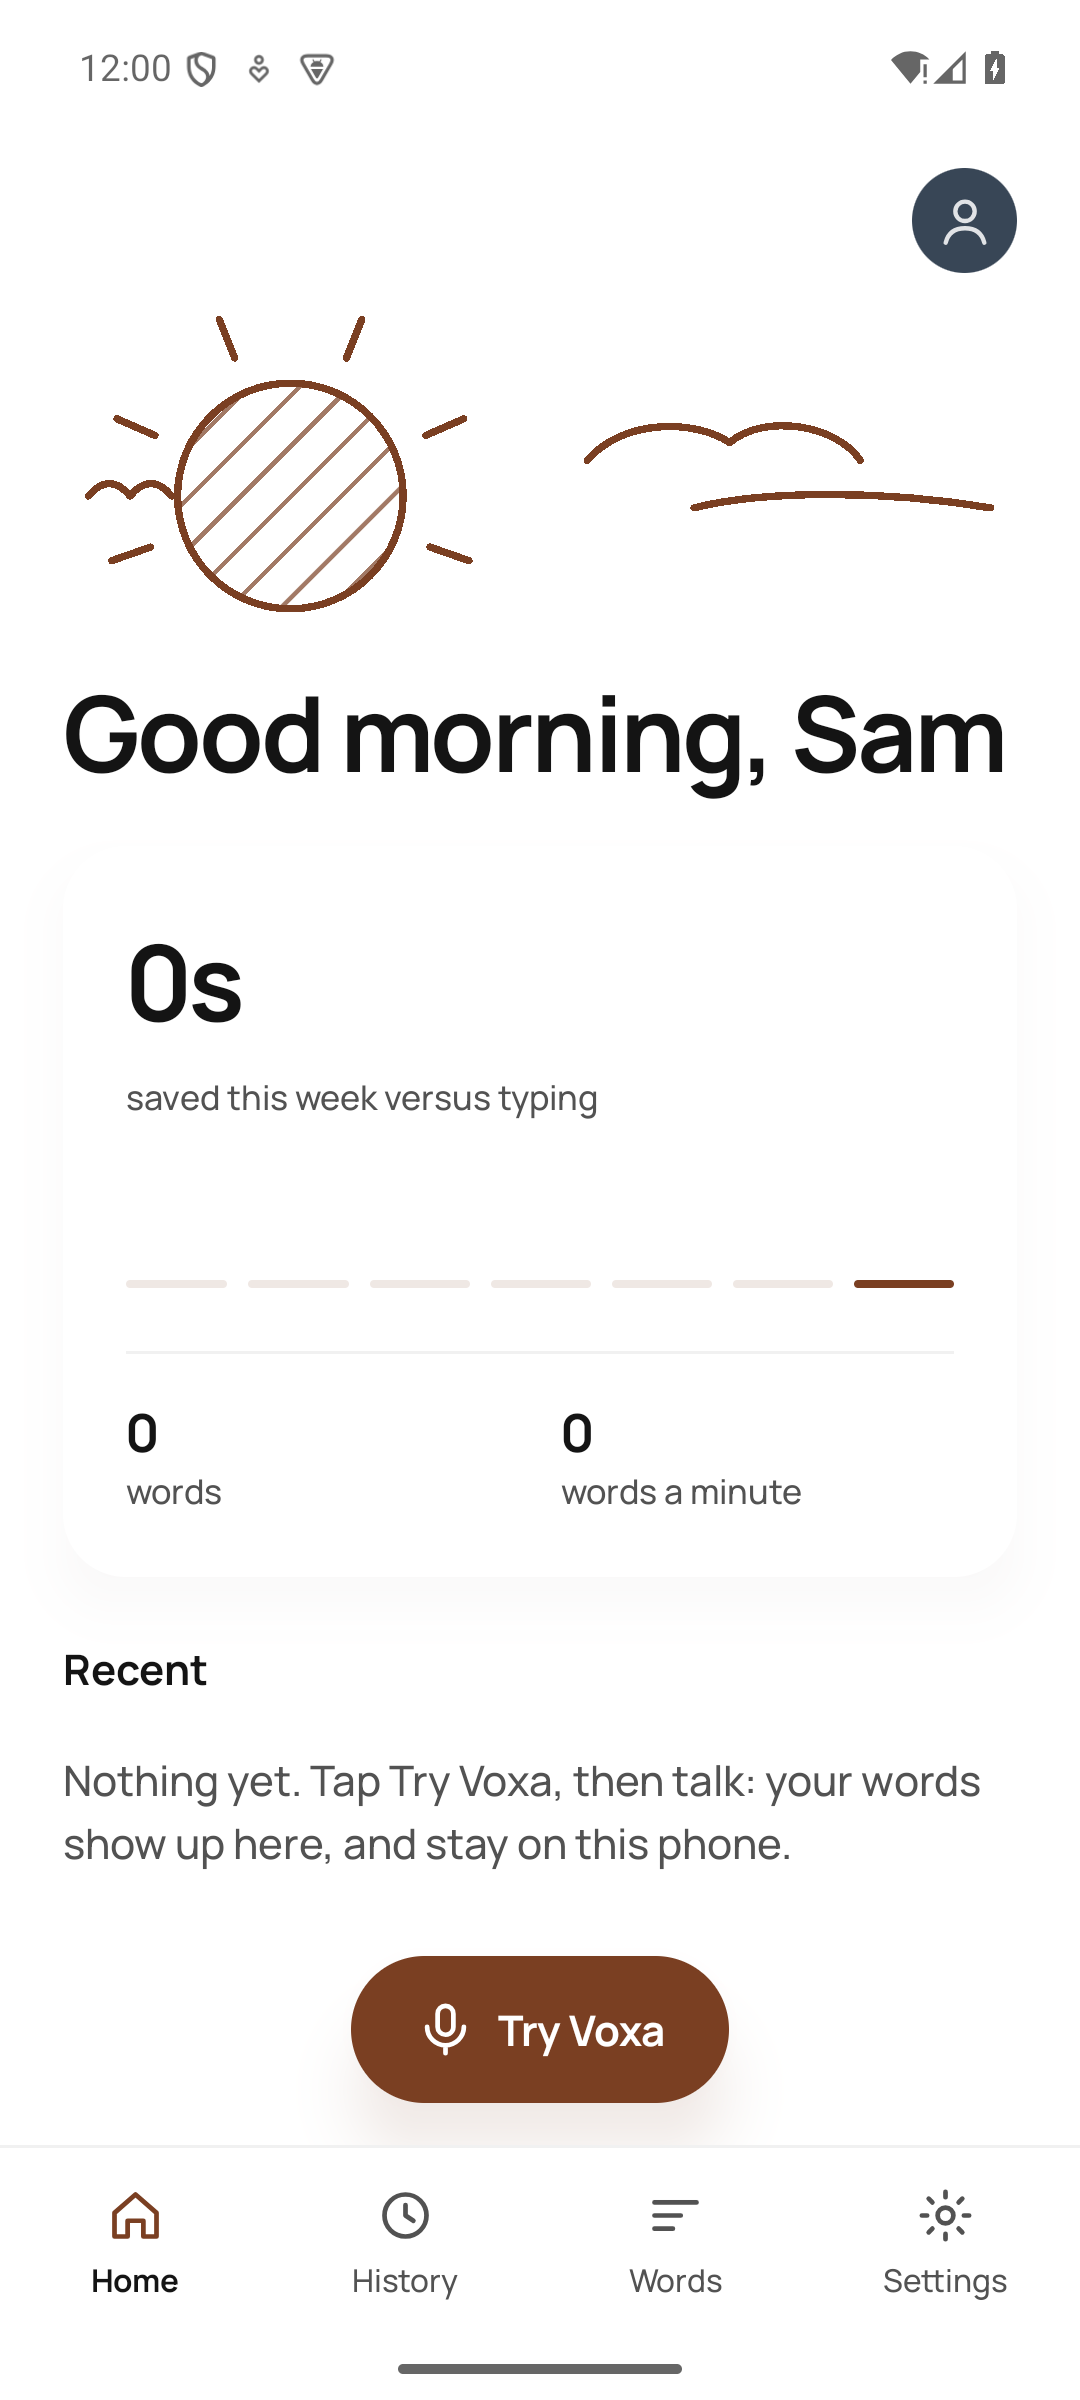 12:00
Good morning, Sam
0s
saved this week versus typing
0
words
0
words a minute
Recent
Nothing yet. Tap Try Voxa, then talk: your words
show up here, and stay on this phone.
Try Voxa
Home
History
Words
Settings